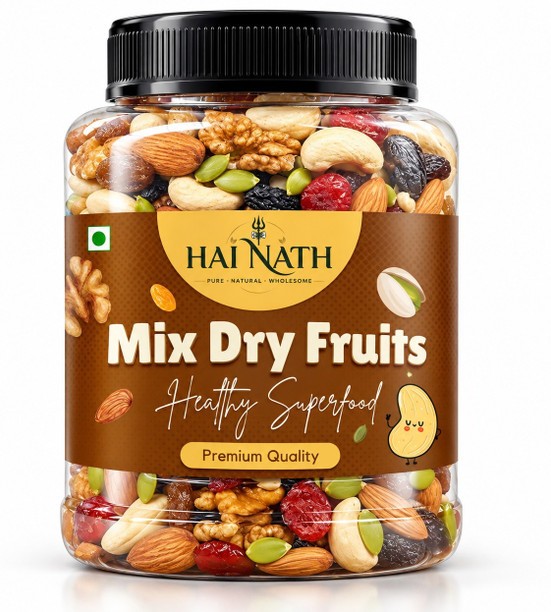 HAI NATH
PURE · NATURAL · WHOLESOME
Mix Dry Fruits
Healthy Superfood
Premium Quality